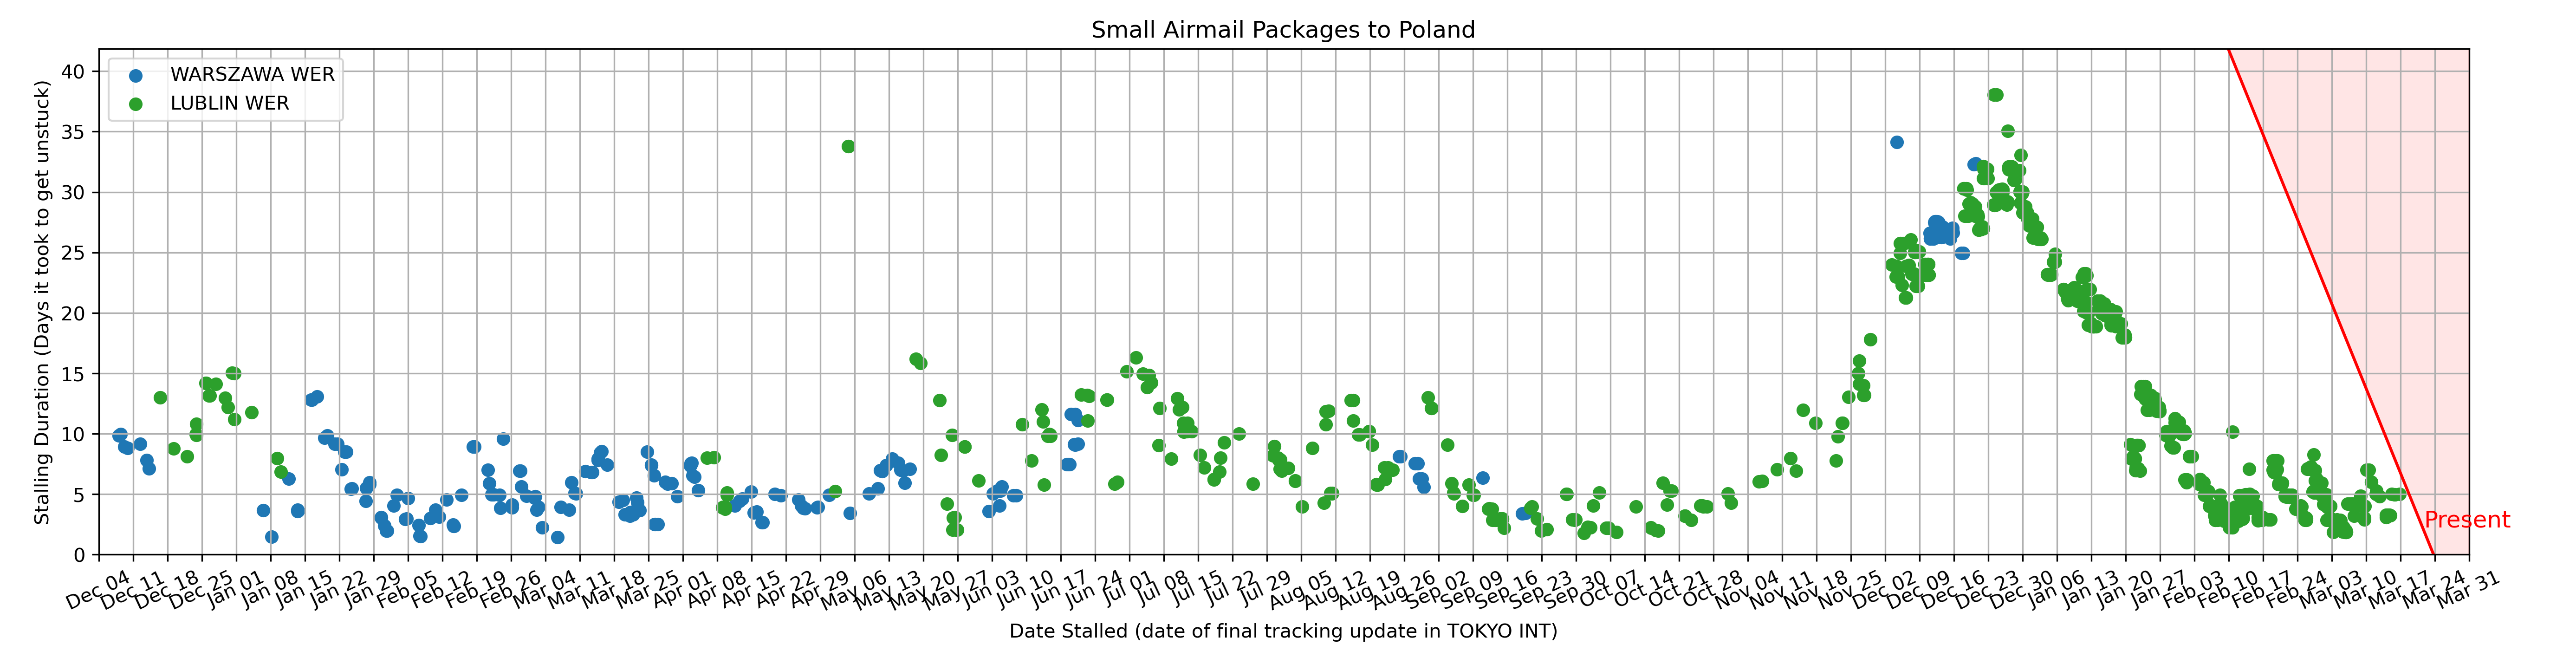 Small Airmail Packages to Poland
WARSZAWA WER
LUBLIN WER
Stalling Duration (Days it took to get unstuck)
40
35
30
25
20
15
10
5
0
Present
Dec 04
Dec 11
Dec 18
Dec 25
Jan 01
Jan 08
Jan 15
Jan 22
Jan 29
Feb 05
Feb 12
Feb 19
Feb 26
Mar 04
Mar 11
Mar 18
Mar 25
Apr 01
Apr 08
Apr 15
Apr 22
Apr 29
May 06
May 13
May 20
May 27
Jun 03
Jun 10
Jun 17
Jun 24
Jul 01
Jul 08
Jul 15
Jul 22
Jul 29
Aug 05
Aug 12
Aug 19
Aug 26
Sep 02
Sep 09
Sep 16
Sep 23
Sep 30
Oct 07
Oct 14
Oct 21
Oct 28
Nov 04
Nov 11
Nov 18
Nov 25
Dec 02
Dec 09
Dec 16
Dec 23
Dec 30
Jan 06
Jan 13
Jan 20
Jan 27
Feb 03
Feb 10
Feb 17
Feb 24
Mar 03
Mar 10
Mar 17
Mar 24
Mar 31
Date Stalled (date of final tracking update in TOKYO INT)